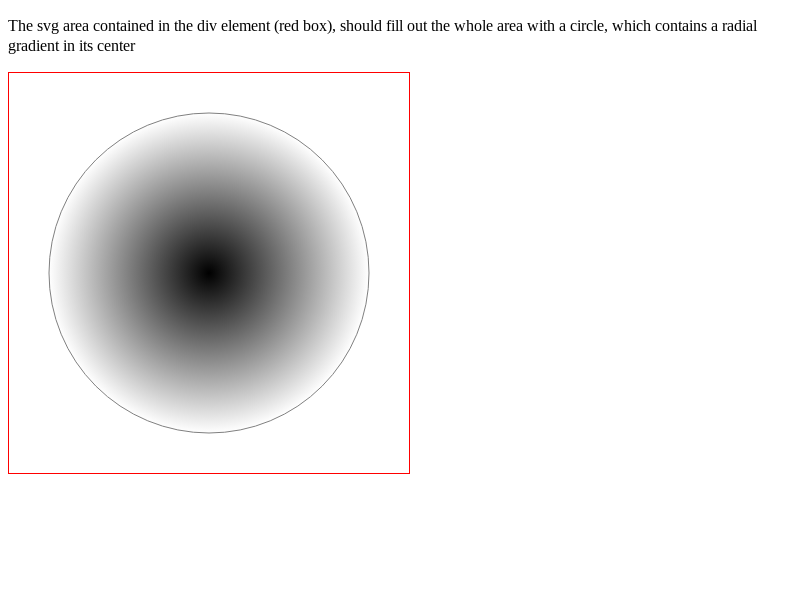 The svg area contained in the div element (red box), should fill out the whole area with a circle, which contains a radial
gradient in its center